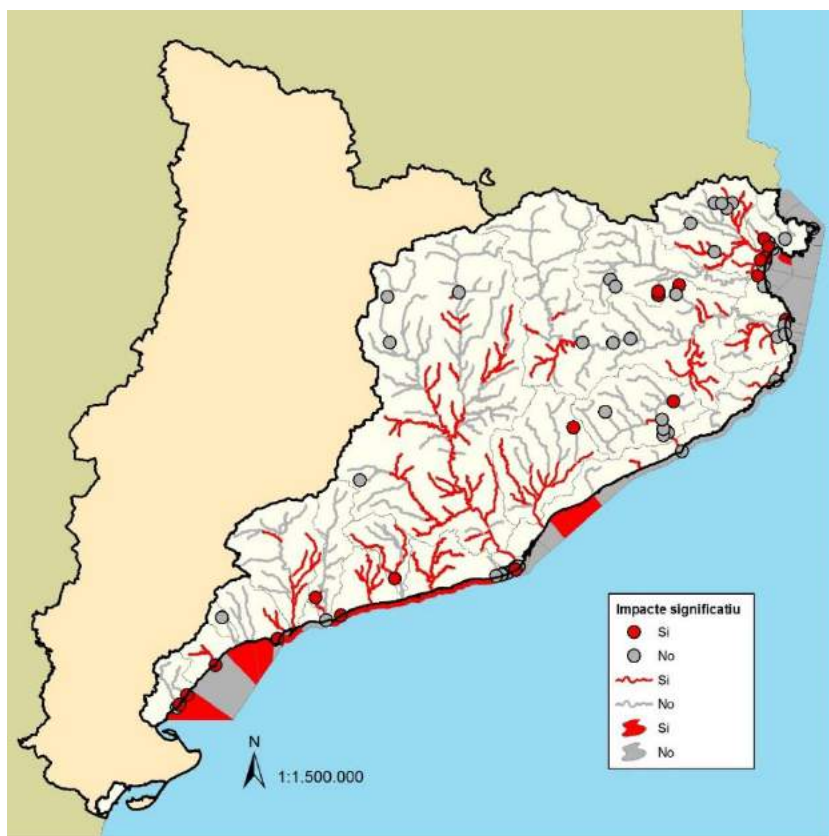 Impacte significatiu
Si
No
Si
No
Si
No
N
1:1.500.000